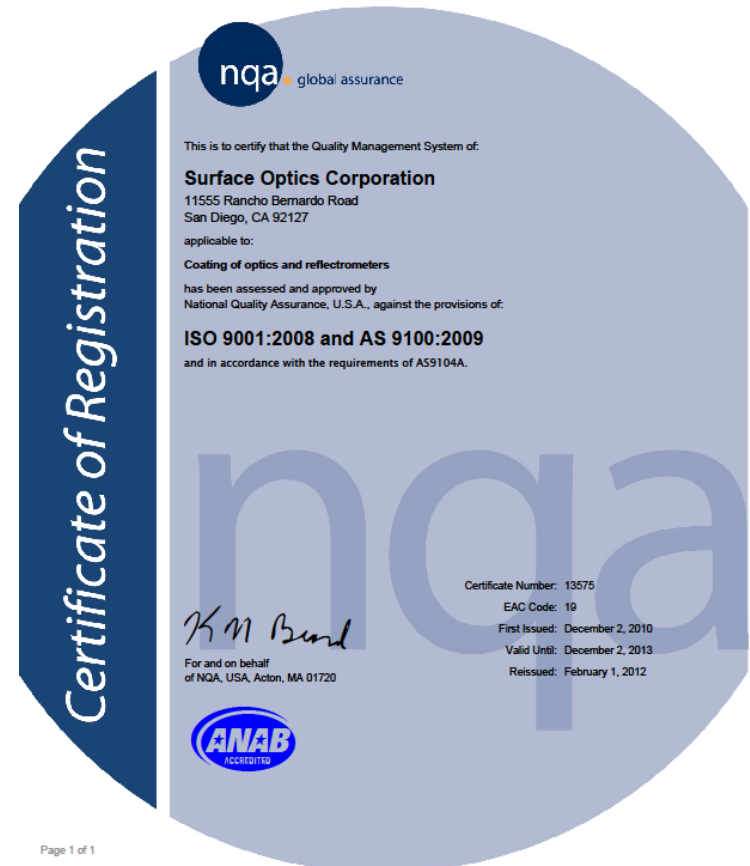 Certificate of Registration
nqa. global assurance
This is to certify that the Quality Management System of:
Surface Optics Corporation
11555 Rancho Bernardo Road
San Diego, CA 92127
applicable to:
Coating of optics and reflectrometers
has been assessed and approved by
National Quality Assurance, U.S.A., against the provisions of:
ISO 9001:2008 and AS 9100:2009
and in accordance with the requirements of AS9104A.
nqa
Certificate Number: 13575
EAC Code: 19
First Issued: December 2, 2010
Valid Until: December 2, 2013
Reissued: February 1, 2012
K M Beard
For and on behalf
of NQA, USA, Acton, MA 01720
ANAB
ACCREDITED
Page 1 of 1